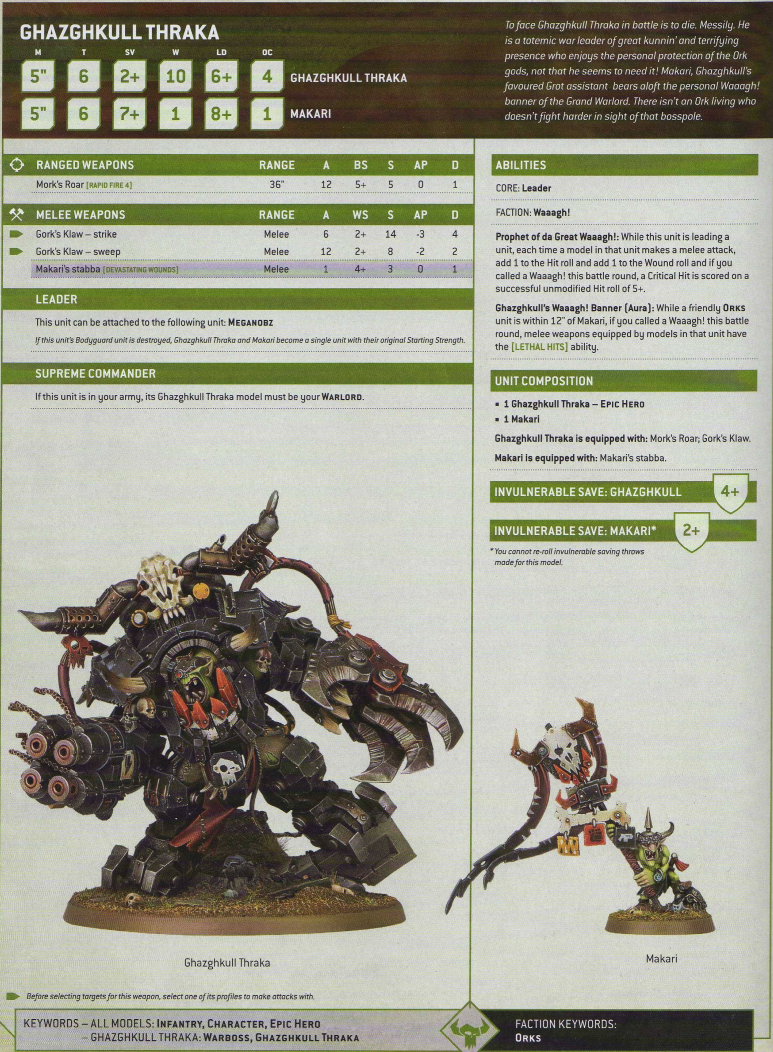 GHAZGHKULL THRAKA
M T SV W LD OC
5" 6 2+ 10 6+ 4 GHAZGHKULL THRAKA
5" 6 7+ 1 8+ 1 MAKARI
To face Ghazghkull Thraka in battle is to die. Messily. He
is a totemic war leader of great kunnin' and terrifying
presence who enjoys the personal protection of the Ork
gods, not that he seems to need it! Makari, Ghazghkull's
favoured Grot assistant bears aloft the personal Waaagh!
banner of the Grand Warlord. There isn't an Ork living who
doesn't fight harder in sight of that bosspole.
RANGED WEAPONS RANGE A BS S AP D
Mork's Roar [RAPID FIRE 4] 36" 12 5+ 5 0 1
MELEE WEAPONS RANGE A WS S AP D
Gork's Klaw – strike Melee 6 2+ 14 -3 4
Gork's Klaw – sweep Melee 12 2+ 8 -2 2
Makari's stabba [DEVASTATING WOUNDS] Melee 1 4+ 3 0 1
LEADER
This unit can be attached to the following unit: MEGANOBZ
If this unit's Bodyguard unit is destroyed, Ghazghkull Thraka and Makari become a single unit with their original Starting Strength.
SUPREME COMMANDER
If this unit is in your army, its Ghazghkull Thraka model must be your WARLORD.
ABILITIES
CORE: Leader
FACTION: Waaagh!
Prophet of da Great Waaagh!: While this unit is leading a
unit, each time a model in that unit makes a melee attack,
add 1 to the Hit roll and add 1 to the Wound roll and if you
called a Waaagh! this battle round, a Critical Hit is scored on a
successful unmodified Hit roll of 5+.
Ghazghkull's Waaagh! Banner (Aura): While a friendly ORKS
unit is within 12" of Makari, if you called a Waaagh! this battle
round, melee weapons equipped by models in that unit have
the [LETHAL HITS] ability.
UNIT COMPOSITION
▪ 1 Ghazghkull Thraka – EPIC HERO
▪ 1 Makari
Ghazghkull Thraka is equipped with: Mork's Roar; Gork's Klaw.
Makari is equipped with: Makari's stabba.
INVULNERABLE SAVE: GHAZGHKULL 4+
INVULNERABLE SAVE: MAKARI* 2+
* You cannot re-roll invulnerable saving throws
made for this model.
Ghazghkull Thraka
Makari
Before selecting targets for this weapon, select one of its profiles to make attacks with.
KEYWORDS – ALL MODELS: INFANTRY, CHARACTER, EPIC HERO
– GHAZGHKULL THRAKA: WARBOSS, GHAZGHKULL THRAKA
FACTION KEYWORDS:
ORKS